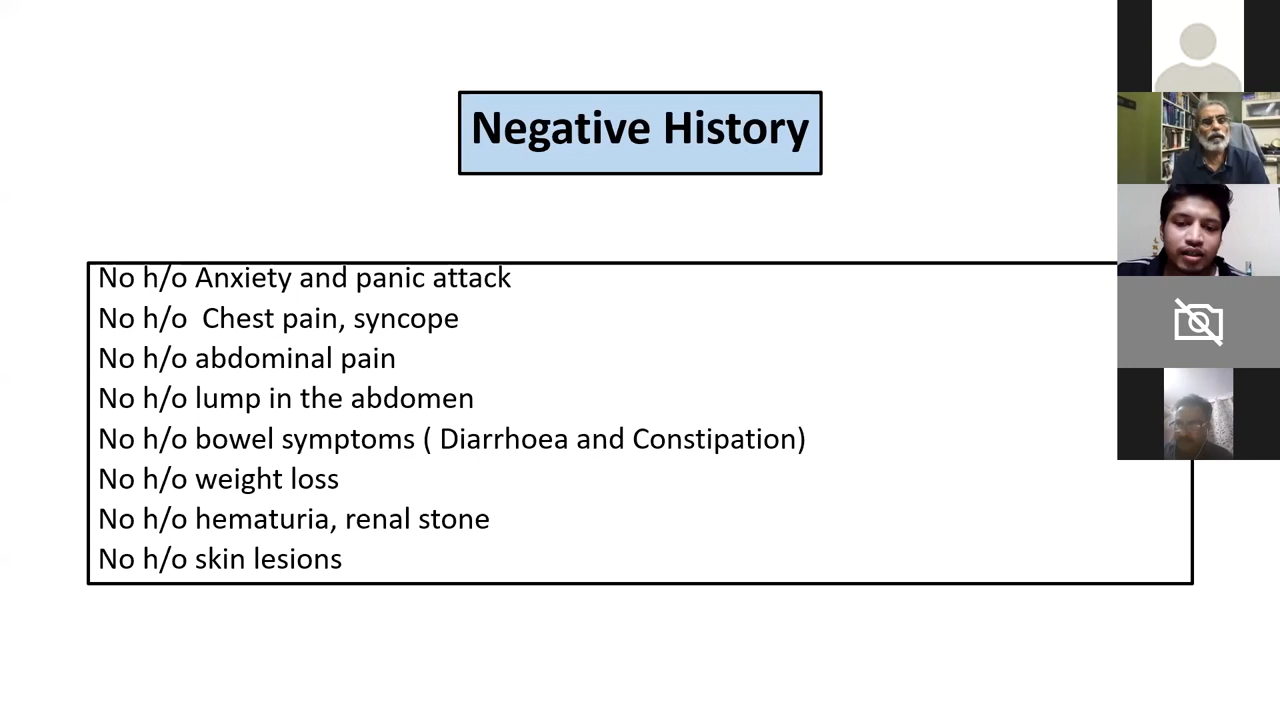 Negative History
No h/o Anxiety and panic attack
No h/o  Chest pain, syncope
No h/o abdominal pain
No h/o lump in the abdomen
No h/o bowel symptoms ( Diarrhoea and Constipation)
No h/o weight loss
No h/o hematuria, renal stone
No h/o skin lesions